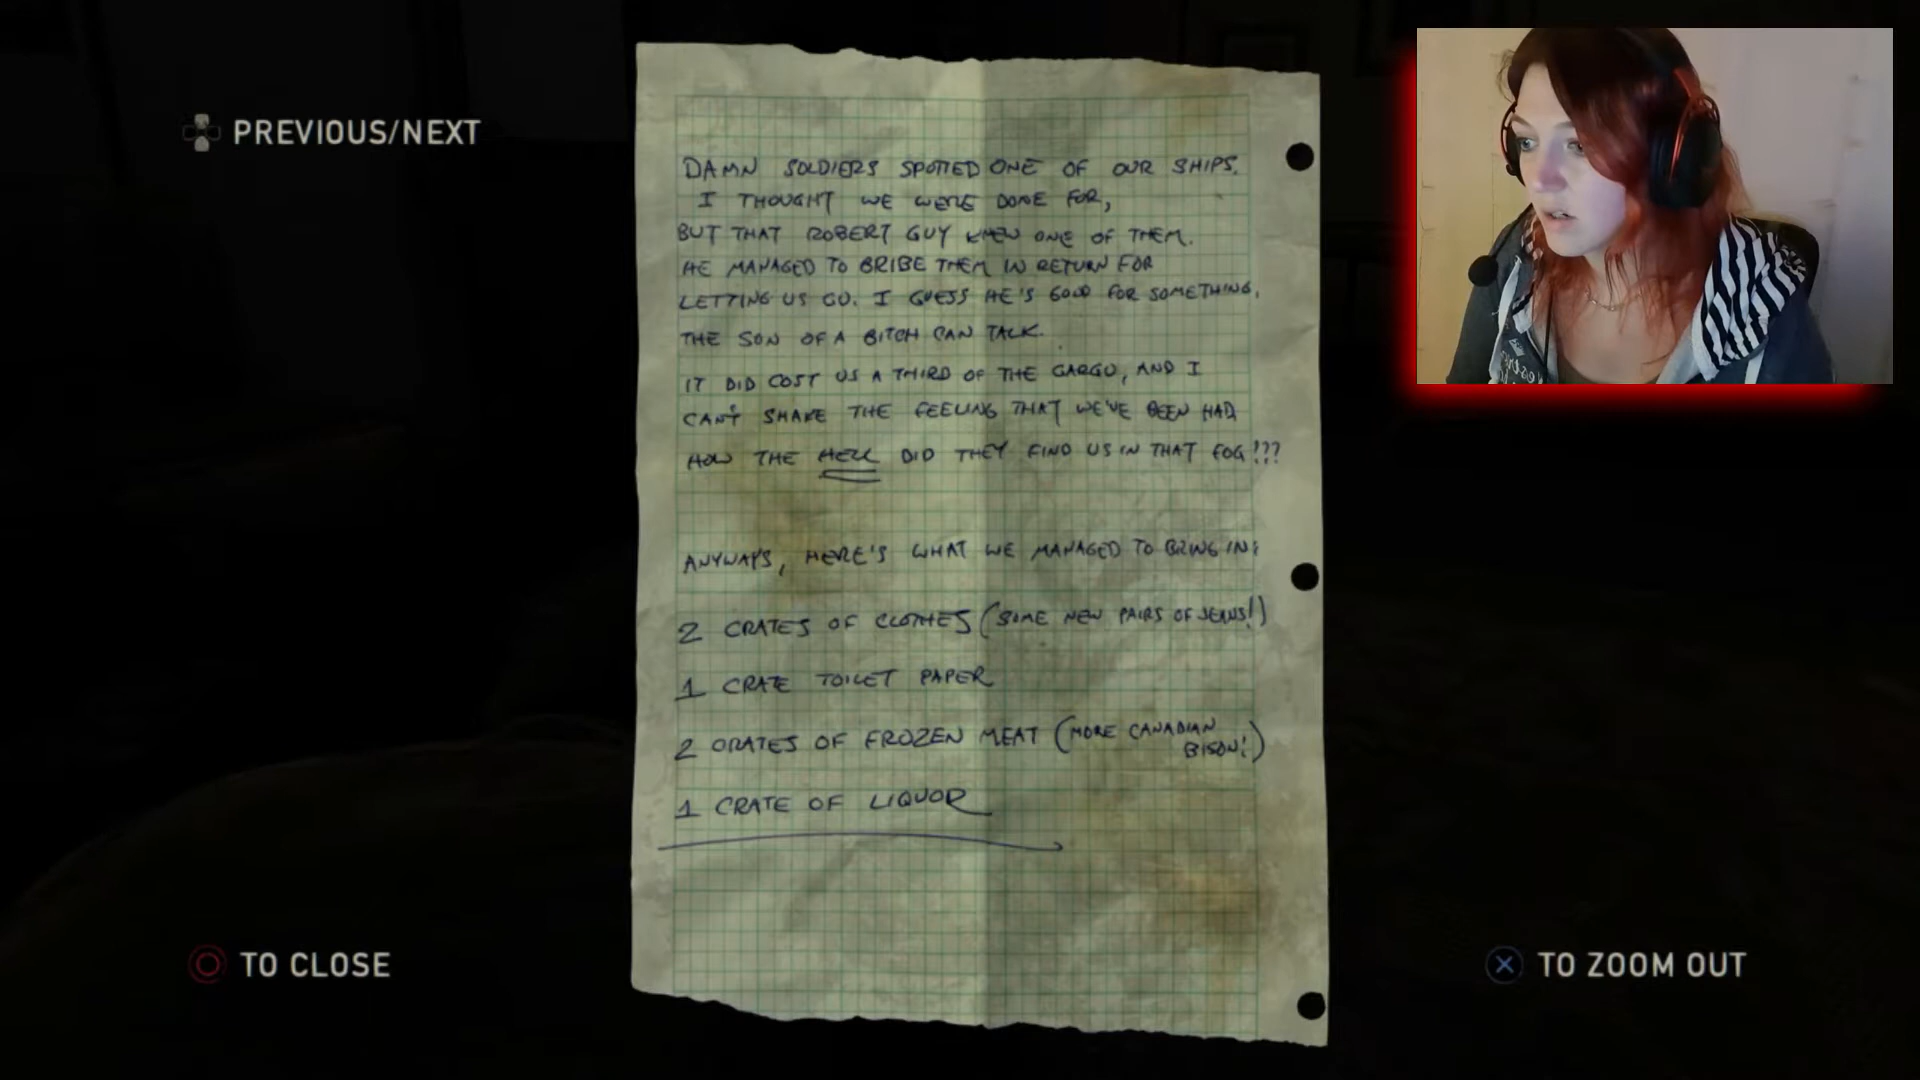 PREVIOUS/NEXT
DAMN SOLDIERS SPOTTED ONE OF OUR SHIPS.
I THOUGHT WE WERE DONE FOR,
BUT THAT ROBERT GUY KNEW ONE OF THEM.
HE MANAGED TO BRIBE THEM IN RETURN FOR
LETTING US GO. I GUESS HE'S GOOD FOR SOMETHING.
THE SON OF A BITCH CAN TALK.
IT DID COST US A THIRD OF THE CARGO, AND I
CAN'T SHAKE THE FEELING THAT WE'VE BEEN HAD.
HOW THE HELL DID THEY FIND US IN THAT FOG???
ANYWAYS, HERE'S WHAT WE MANAGED TO BRING IN:
2 CRATES OF CLOTHES (SOME NEW PAIRS OF JEANS!)
1 CRATE TOILET PAPER
2 CRATES OF FROZEN MEAT (MORE CANADIAN
BISON!)
1 CRATE OF LIQUOR
TO CLOSE
TO ZOOM OUT